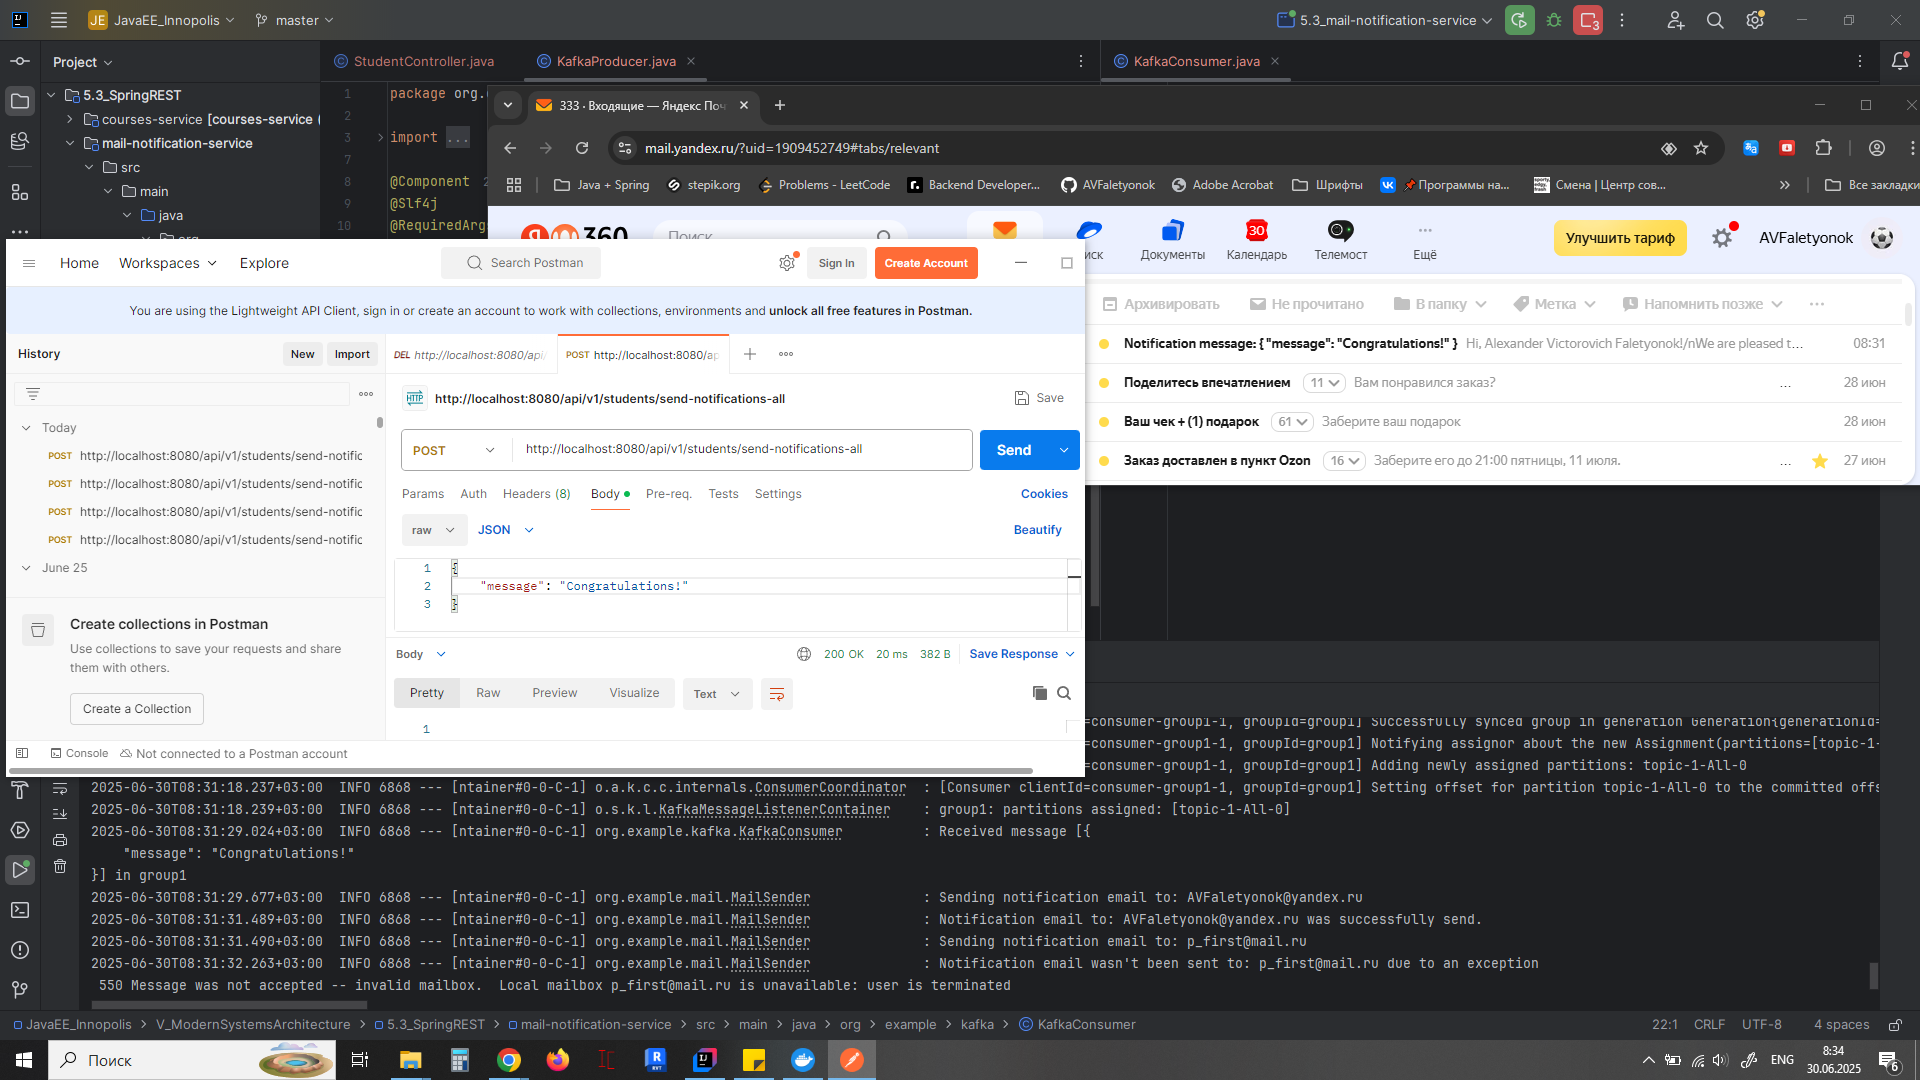 JE JavaEE_Innopolis
master
5.3_mail-notification-service
3
Project
StudentController.java
KafkaProducer.java
KafkaConsumer.java
5.3_SpringREST
courses-service [courses-service (
mail-notification-service
src
main
java
1 package org.
3 import ...
7
8 @Component
9 @Slf4j
10 @RequiredArgs
333 · Входящие — Яндекс Поч
mail.yandex.ru/?uid=1909452749#tabs/relevant
Java + Spring
stepik.org
Problems - LeetCode
Backend Developer...
AVFaletyonok
Adobe Acrobat
Шрифты
Программы на...
Смена | Центр сов...
Все закладки
360
Поиск
Документы
30
Календарь
Телемост
Ещё
Улучшить тариф
AVFaletyonok
Архивировать
Не прочитано
В папку
Метка
Напомнить позже
Notification message: { "message": "Congratulations!" } Hi, Alexander Victorovich Faletyonok!/nWe are pleased t... 08:31
Поделитесь впечатлением 11 Вам понравился заказ? ... 28 июн
Ваш чек + (1) подарок 61 Заберите ваш подарок 28 июн
Заказ доставлен в пункт Ozon 16 Заберите его до 21:00 пятницы, 11 июля. ... 27 июн
Home
Workspaces
Explore
Search Postman
Sign In
Create Account
You are using the Lightweight API Client, sign in or create an account to work with collections, environments and unlock all free features in Postman.
History
New
Import
DEL http://localhost:8080/api/
POST http://localhost:8080/ap
HTTP http://localhost:8080/api/v1/students/send-notifications-all
Save
Today
POST http://localhost:8080/api/v1/students/send-notific
POST http://localhost:8080/api/v1/students/send-notific
POST http://localhost:8080/api/v1/students/send-notific
POST http://localhost:8080/api/v1/students/send-notific
June 25
POST
http://localhost:8080/api/v1/students/send-notifications-all
Send
Params
Auth
Headers (8)
Body
Pre-req.
Tests
Settings
Cookies
raw
JSON
Beautify
1 {
2 "message": "Congratulations!"
3 }
Create collections in Postman
Use collections to save your requests and share
them with others.
Create a Collection
Body
200 OK
20 ms
382 B
Save Response
Pretty
Raw
Preview
Visualize
Text
1
Console
Not connected to a Postman account
=consumer-group1-1, groupId=group1] Successfully synced group in generation Generation{generationId=
=consumer-group1-1, groupId=group1] Notifying assignor about the new Assignment(partitions=[topic-1-
=consumer-group1-1, groupId=group1] Adding newly assigned partitions: topic-1-All-0
2025-06-30T08:31:18.237+03:00  INFO 6868 --- [ntainer#0-0-C-1] o.a.k.c.c.internals.ConsumerCoordinator : [Consumer clientId=consumer-group1-1, groupId=group1] Setting offset for partition topic-1-All-0 to the committed offs
2025-06-30T08:31:18.239+03:00  INFO 6868 --- [ntainer#0-0-C-1] o.s.k.l.KafkaMessageListenerContainer : group1: partitions assigned: [topic-1-All-0]
2025-06-30T08:31:29.024+03:00  INFO 6868 --- [ntainer#0-0-C-1] org.example.kafka.KafkaConsumer : Received message [{
"message": "Congratulations!"
}] in group1
2025-06-30T08:31:29.677+03:00  INFO 6868 --- [ntainer#0-0-C-1] org.example.mail.MailSender : Sending notification email to: AVFaletyonok@yandex.ru
2025-06-30T08:31:31.489+03:00  INFO 6868 --- [ntainer#0-0-C-1] org.example.mail.MailSender : Notification email to: AVFaletyonok@yandex.ru was successfully send.
2025-06-30T08:31:31.490+03:00  INFO 6868 --- [ntainer#0-0-C-1] org.example.mail.MailSender : Sending notification email to: p_first@mail.ru
2025-06-30T08:31:32.263+03:00  INFO 6868 --- [ntainer#0-0-C-1] org.example.mail.MailSender : Notification email wasn't been sent to: p_first@mail.ru due to an exception
550 Message was not accepted -- invalid mailbox.  Local mailbox p_first@mail.ru is unavailable: user is terminated
JavaEE_Innopolis > V_ModernSystemsArchitecture > 5.3_SpringREST > mail-notification-service > src > main > java > org > example > kafka > KafkaConsumer
22:1
CRLF
UTF-8
4 spaces
Поиск
ENG
8:34
30.06.2025
6